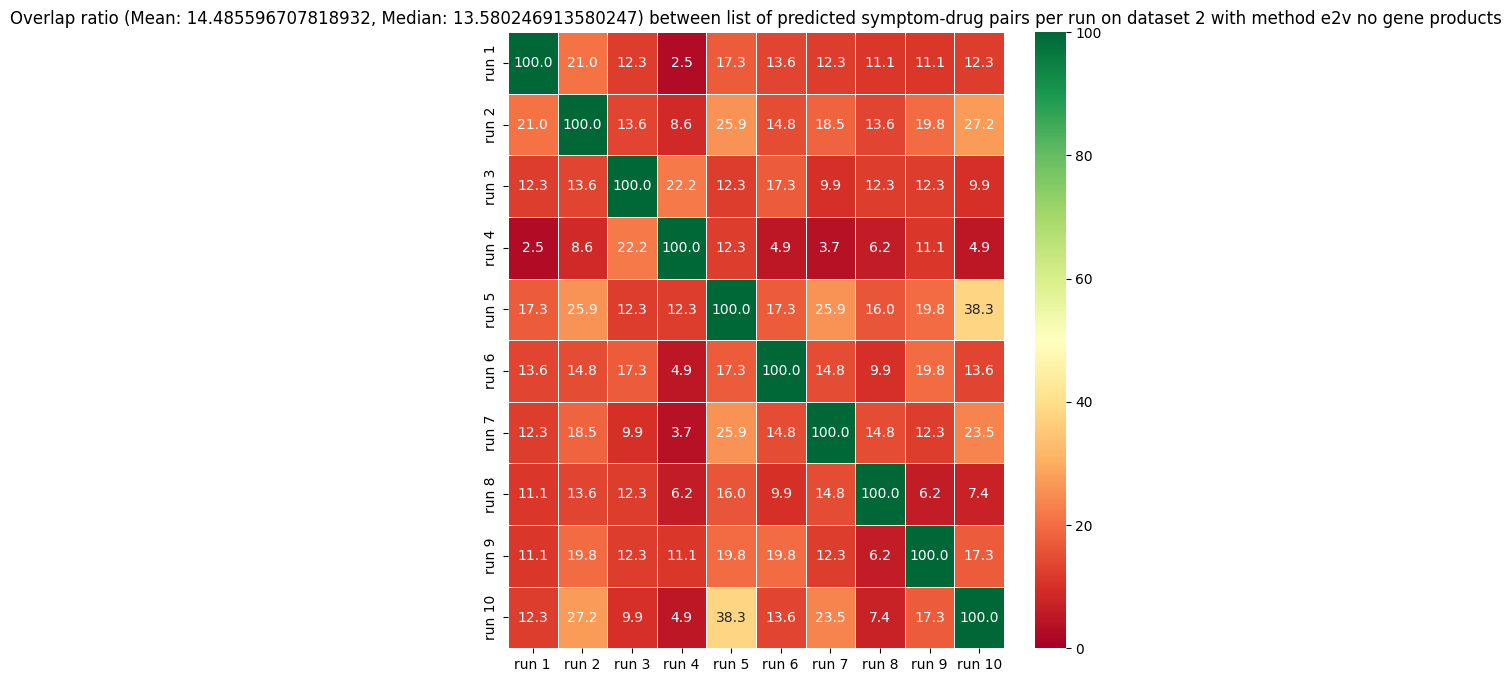 Overlap ratio (Mean: 14.485596707818932, Median: 13.580246913580247) between list of predicted symptom-drug pairs per run on dataset 2 with method e2v no gene products
run 1 100.0 21.0 12.3 2.5 17.3 13.6 12.3 11.1 11.1 12.3
run 2 21.0 100.0 13.6 8.6 25.9 14.8 18.5 13.6 19.8 27.2
run 3 12.3 13.6 100.0 22.2 12.3 17.3 9.9 12.3 12.3 9.9
run 4 2.5 8.6 22.2 100.0 12.3 4.9 3.7 6.2 11.1 4.9
run 5 17.3 25.9 12.3 12.3 100.0 17.3 25.9 16.0 19.8 38.3
run 6 13.6 14.8 17.3 4.9 17.3 100.0 14.8 9.9 19.8 13.6
run 7 12.3 18.5 9.9 3.7 25.9 14.8 100.0 14.8 12.3 23.5
run 8 11.1 13.6 12.3 6.2 16.0 9.9 14.8 100.0 6.2 7.4
run 9 11.1 19.8 12.3 11.1 19.8 19.8 12.3 6.2 100.0 17.3
run 10 12.3 27.2 9.9 4.9 38.3 13.6 23.5 7.4 17.3 100.0
run 1 run 2 run 3 run 4 run 5 run 6 run 7 run 8 run 9 run 10
100
80
60
40
20
0